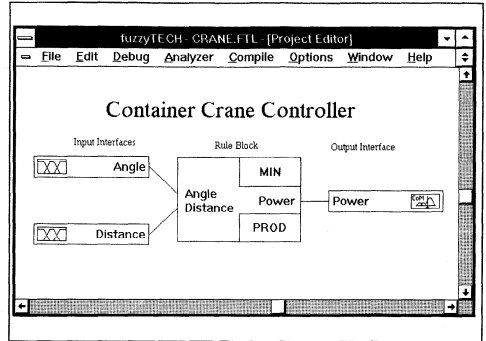 fuzzyTECH - CRANE.FTL - [Project Editor]
File Edit Debug Analyzer Compile Options Window Help
Container Crane Controller
Input Interfaces Rule Block Output Interface
Angle
Distance
Angle
Distance
MIN
Power
PROD
Power
CoM